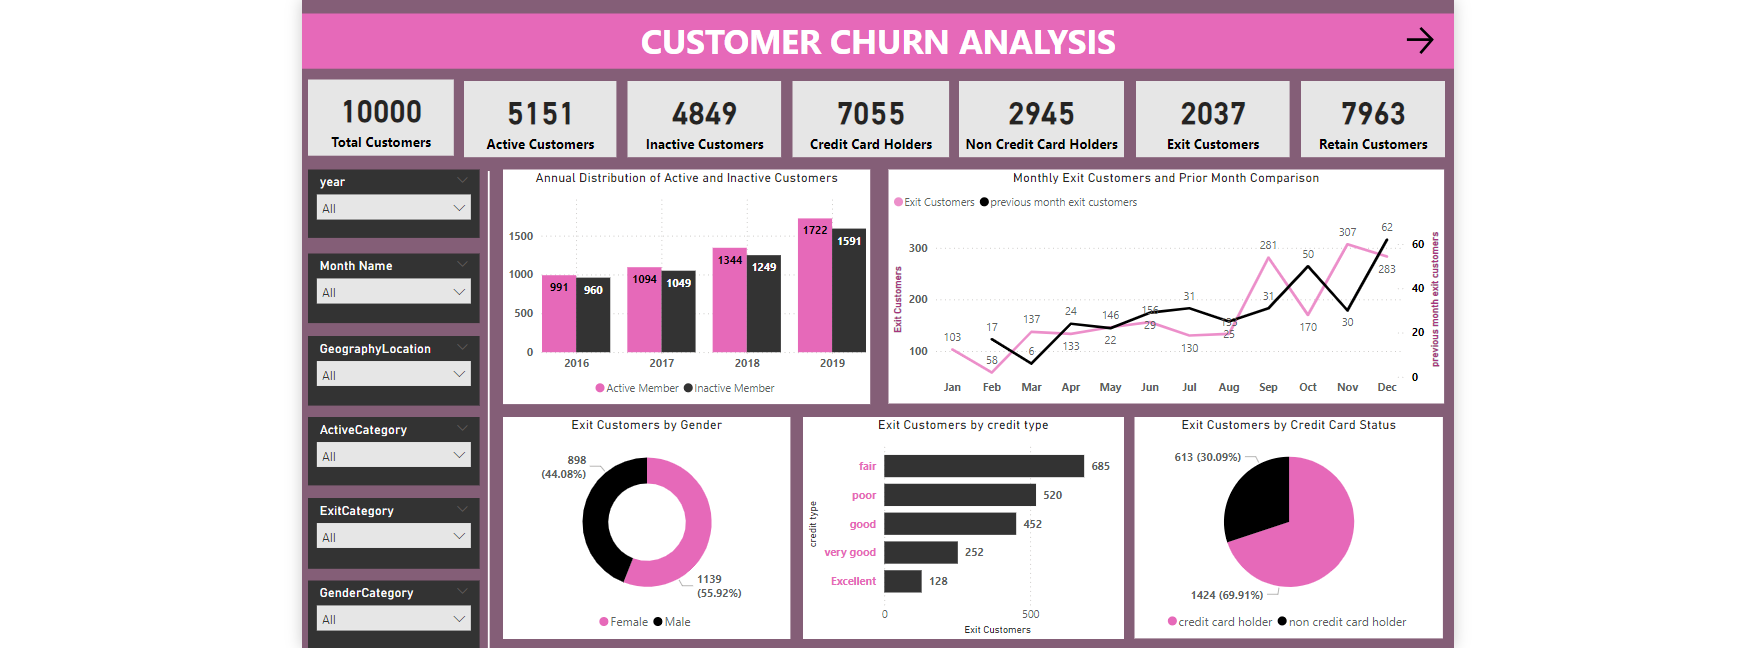 CUSTOMER CHURN ANALYSIS
10000
Total Customers
5151
Active Customers
4849
Inactive Customers
7055
Credit Card Holders
2945
Non Credit Card Holders
2037
Exit Customers
7963
Retain Customers
year
All
Month Name
All
GeographyLocation
All
ActiveCategory
All
ExitCategory
All
GenderCategory
All
Annual Distribution of Active and Inactive Customers
1500
1000
500
0
991
960
1094
1049
1344
1249
1722
1591
2016 2017 2018 2019
Active Member Inactive Member
Monthly Exit Customers and Prior Month Comparison
Exit Customers previous month exit customers
Exit Customers
300
200
100
103
58
137
133
146
156
130
281
170
307
283
17
6
24
22
29
31
25
31
50
30
62
60
40
20
0
previous month exit customers
Jan Feb Mar Apr May Jun Jul Aug Sep Oct Nov Dec
Exit Customers by Gender
898
(44.08%)
1139
(55.92%)
Female Male
Exit Customers by credit type
credit type
fair 685
poor 520
good 452
very good 252
Excellent 128
0 500
Exit Customers
Exit Customers by Credit Card Status
613 (30.09%)
1424 (69.91%)
credit card holder non credit card holder